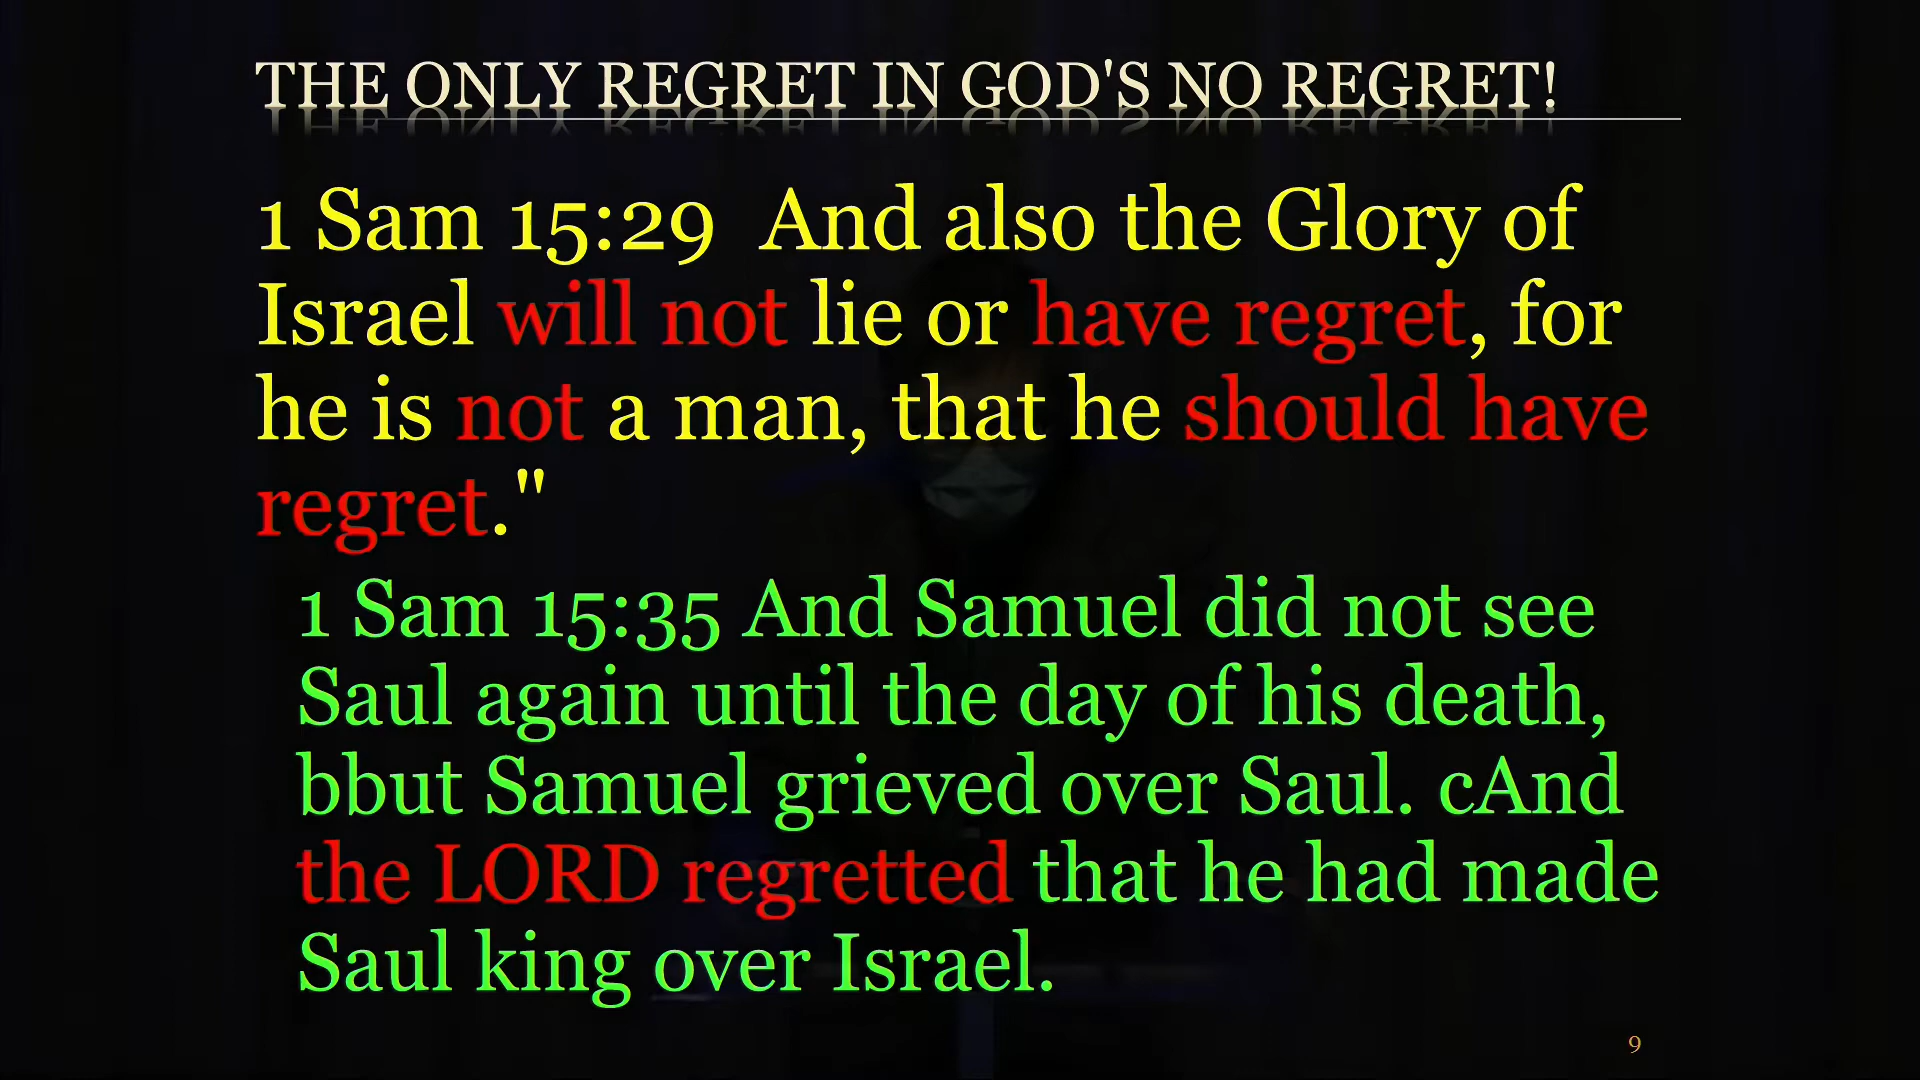 THE ONLY REGRET IN GOD'S NO REGRET!
1 Sam 15:29  And also the Glory of
Israel will not lie or have regret, for
he is not a man, that he should have
regret."
1 Sam 15:35 And Samuel did not see
Saul again until the day of his death,
bbut Samuel grieved over Saul. cAnd
the LORD regretted that he had made
Saul king over Israel.
9